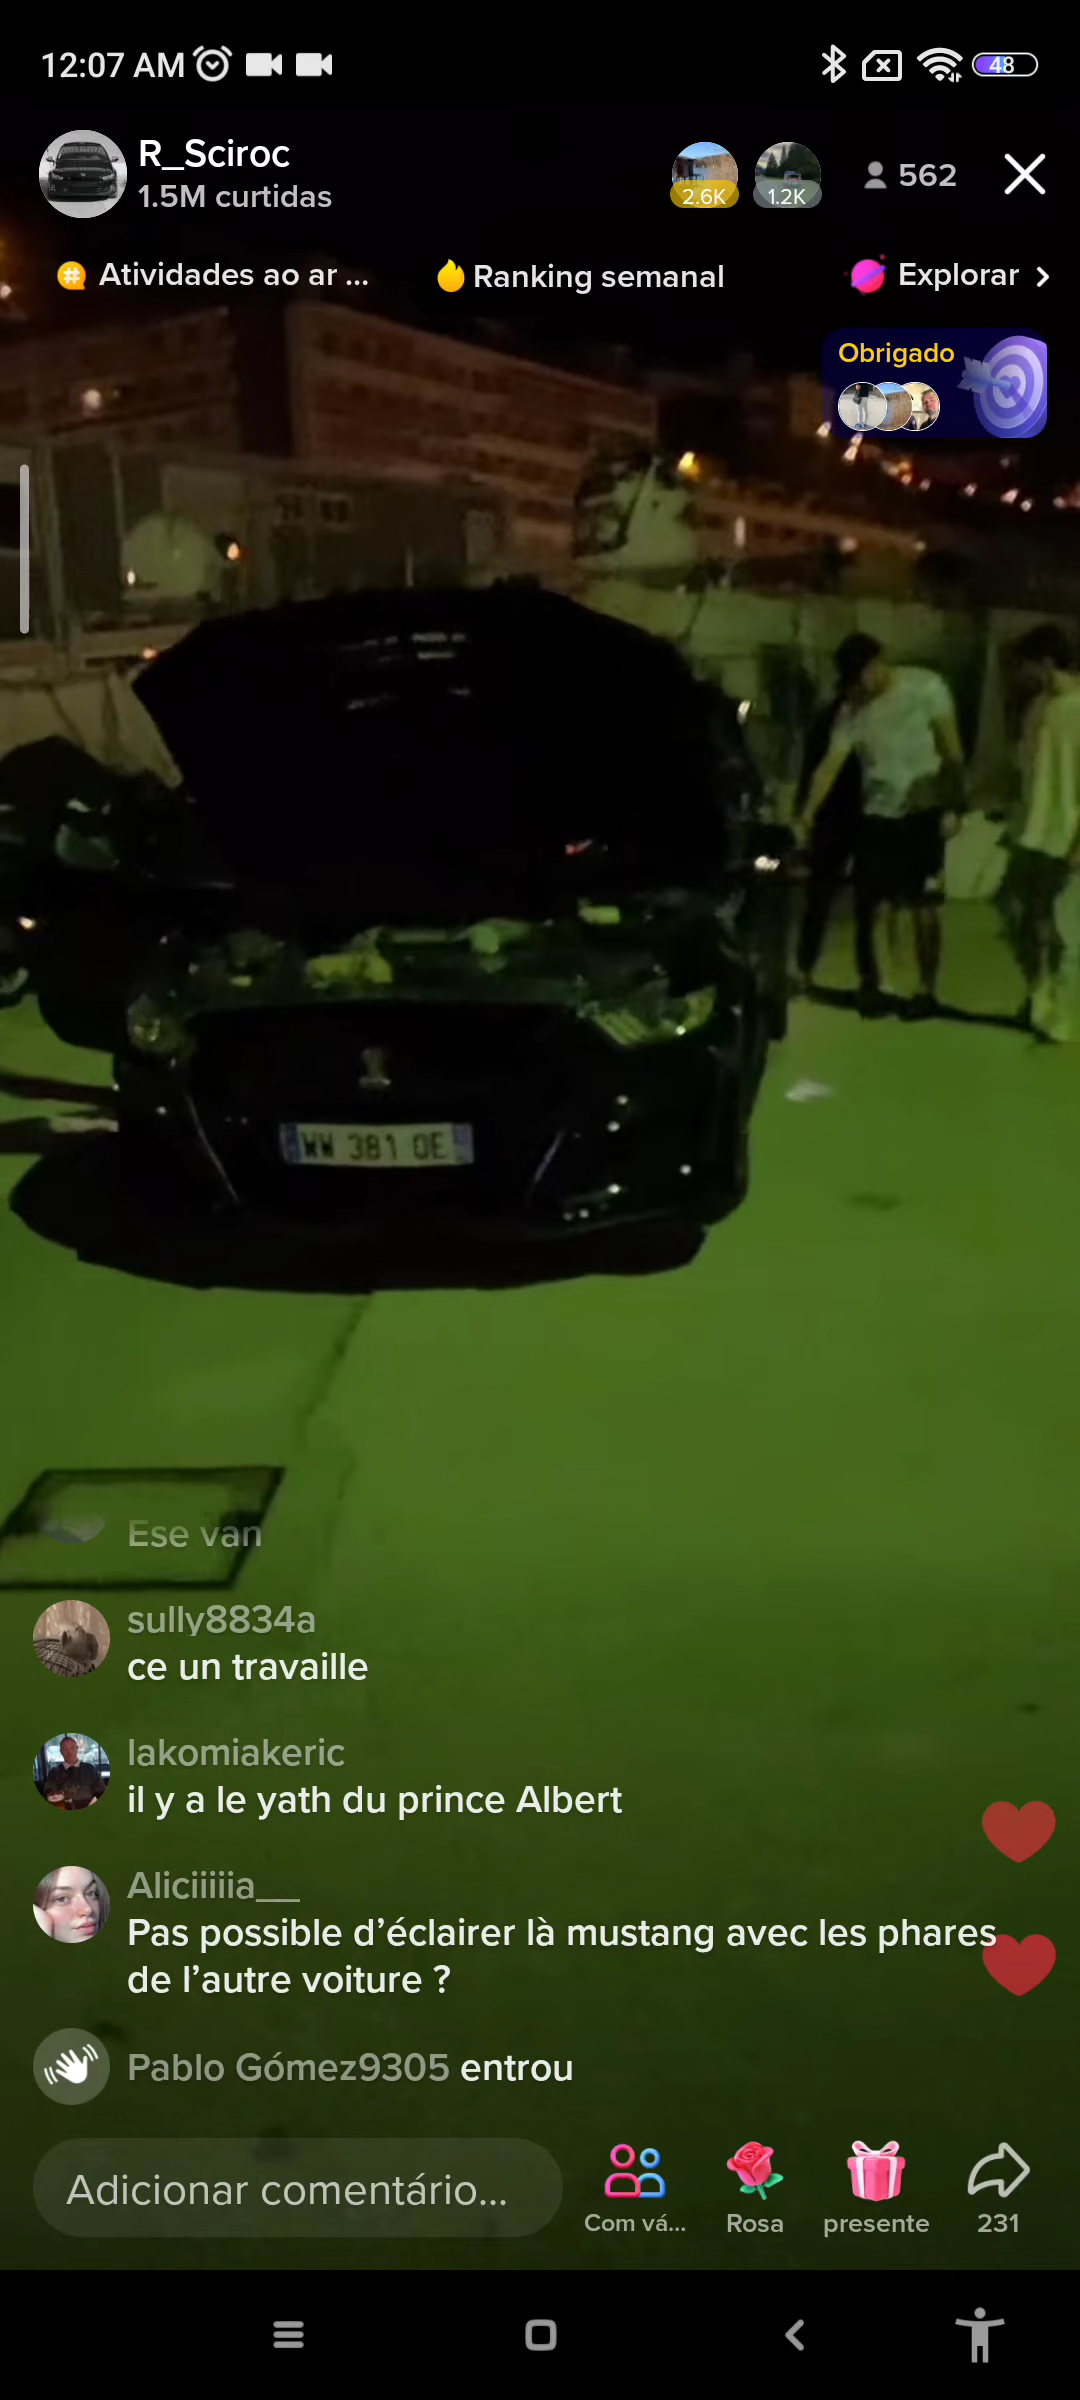 12:07 AM
48
R_Sciroc
1.5M curtidas
2.6K
1.2K
562
Atividades ao ar ...
Ranking semanal
Explorar
Obrigado
WW 381 QE
Ese van
sully8834a
ce un travaille
lakomiakeric
il y a le yath du prince Albert
Aliciiiiia__
Pas possible d’éclairer là mustang avec les phares
de l’autre voiture ?
Pablo Gómez9305 entrou
Adicionar comentário...
Com vá...
Rosa
presente
231